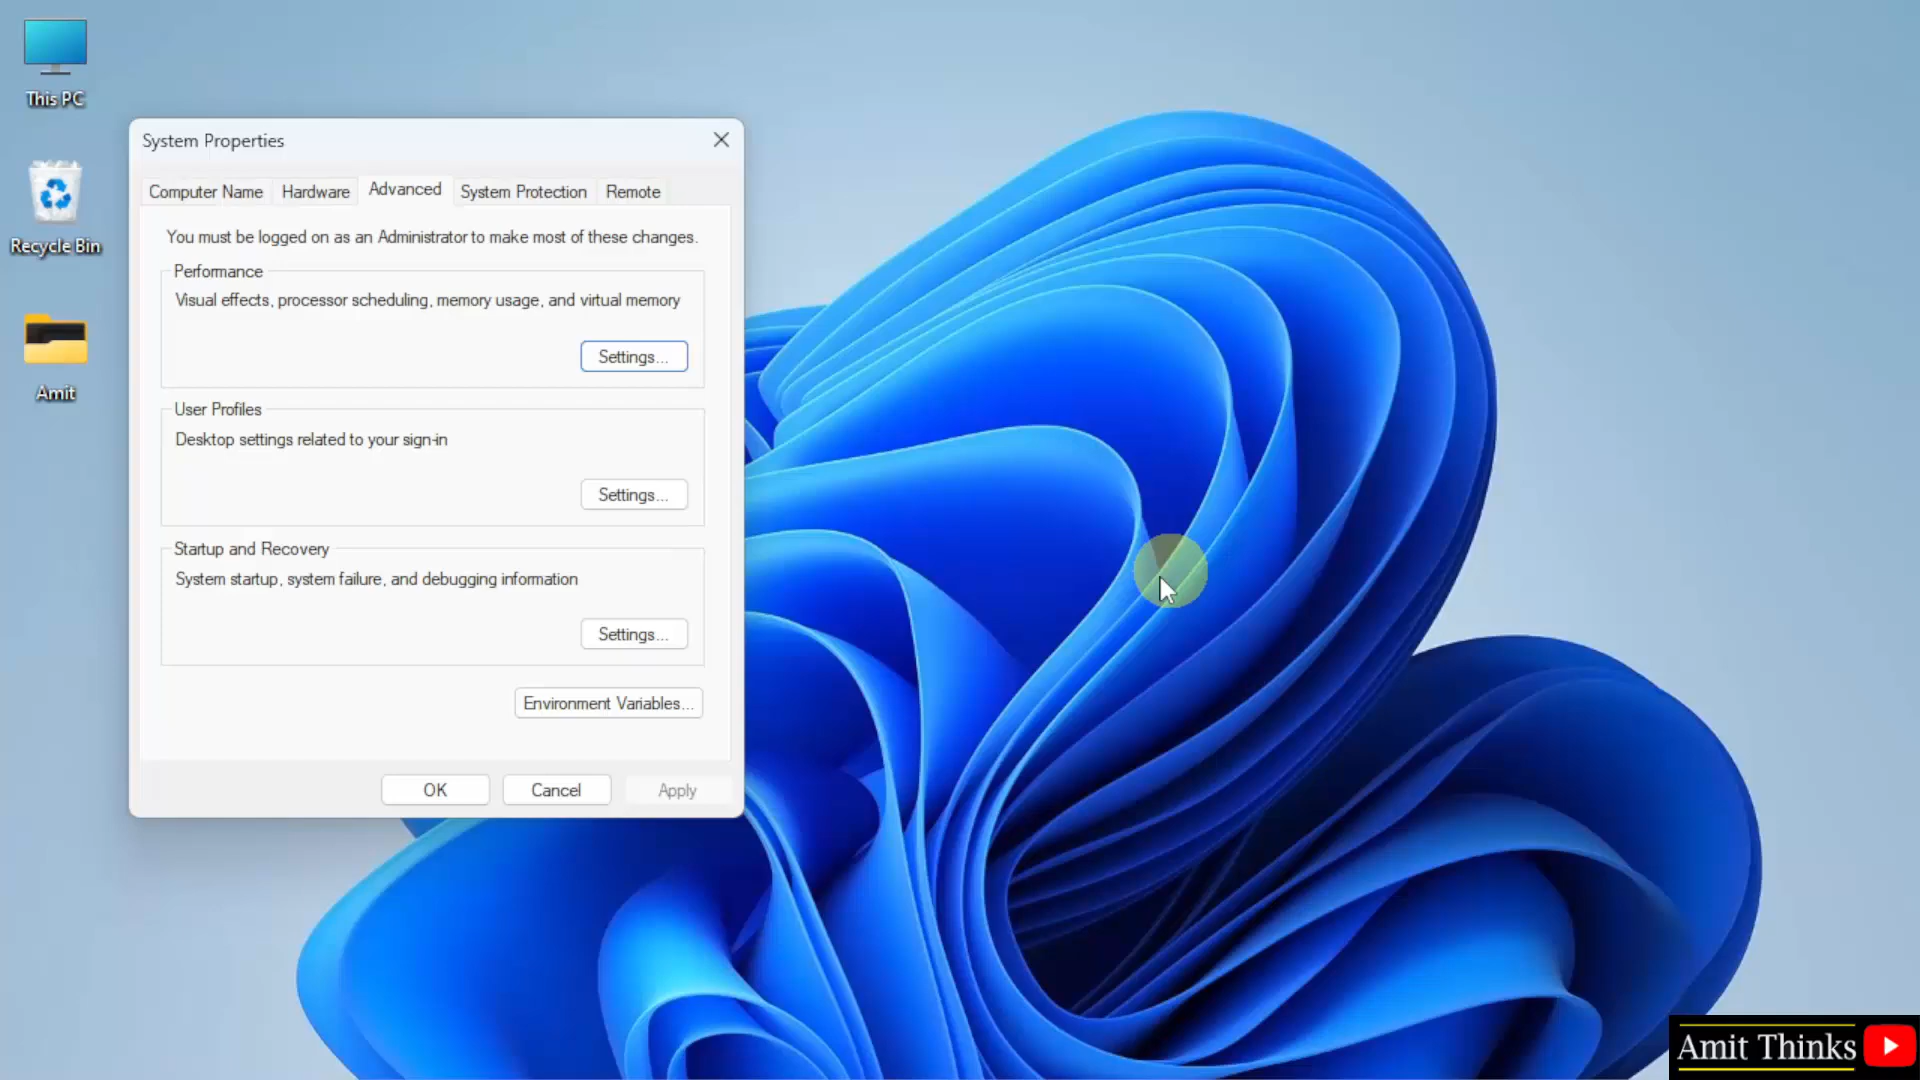 This PC
Recycle Bin
Amit
System Properties
Computer Name Hardware Advanced System Protection Remote
You must be logged on as an Administrator to make most of these changes.
Performance
Visual effects, processor scheduling, memory usage, and virtual memory
Settings...
User Profiles
Desktop settings related to your sign-in
Settings...
Startup and Recovery
System startup, system failure, and debugging information
Settings...
Environment Variables...
OK Cancel Apply
Amit Thinks